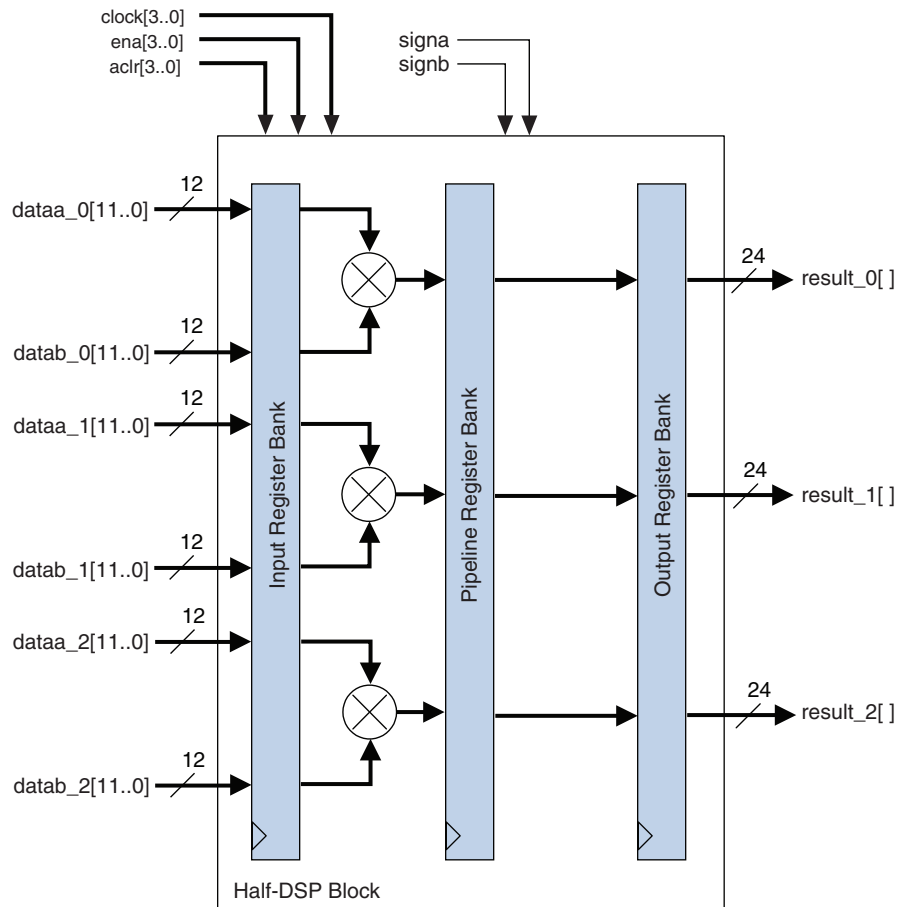 clock[3..0]
ena[3..0]
aclr[3..0]
signa
signb
12
dataa_0[11..0]
12
datab_0[11..0]
12
dataa_1[11..0]
12
datab_1[11..0]
12
dataa_2[11..0]
12
datab_2[11..0]
Input Register Bank
Pipeline Register Bank
Output Register Bank
24
result_0[ ]
24
result_1[ ]
24
result_2[ ]
Half-DSP Block